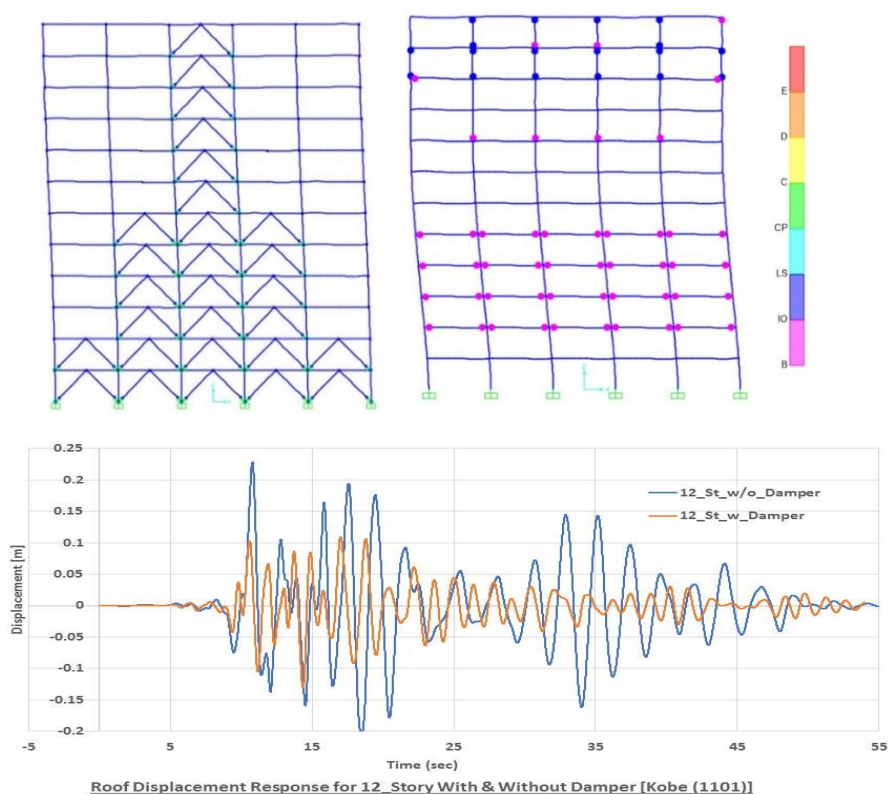 E
D
C
CP
LS
IO
B
0.25
0.2
0.15
0.1
0.05
0
-0.05
-0.1
-0.15
-0.2
Displacement [m]
12_St_w/o_Damper
12_St_w_Damper
-5 5 15 25 35 45 55
Time (sec)
Roof Displacement Response for 12_Story With & Without Damper [Kobe (1101)]